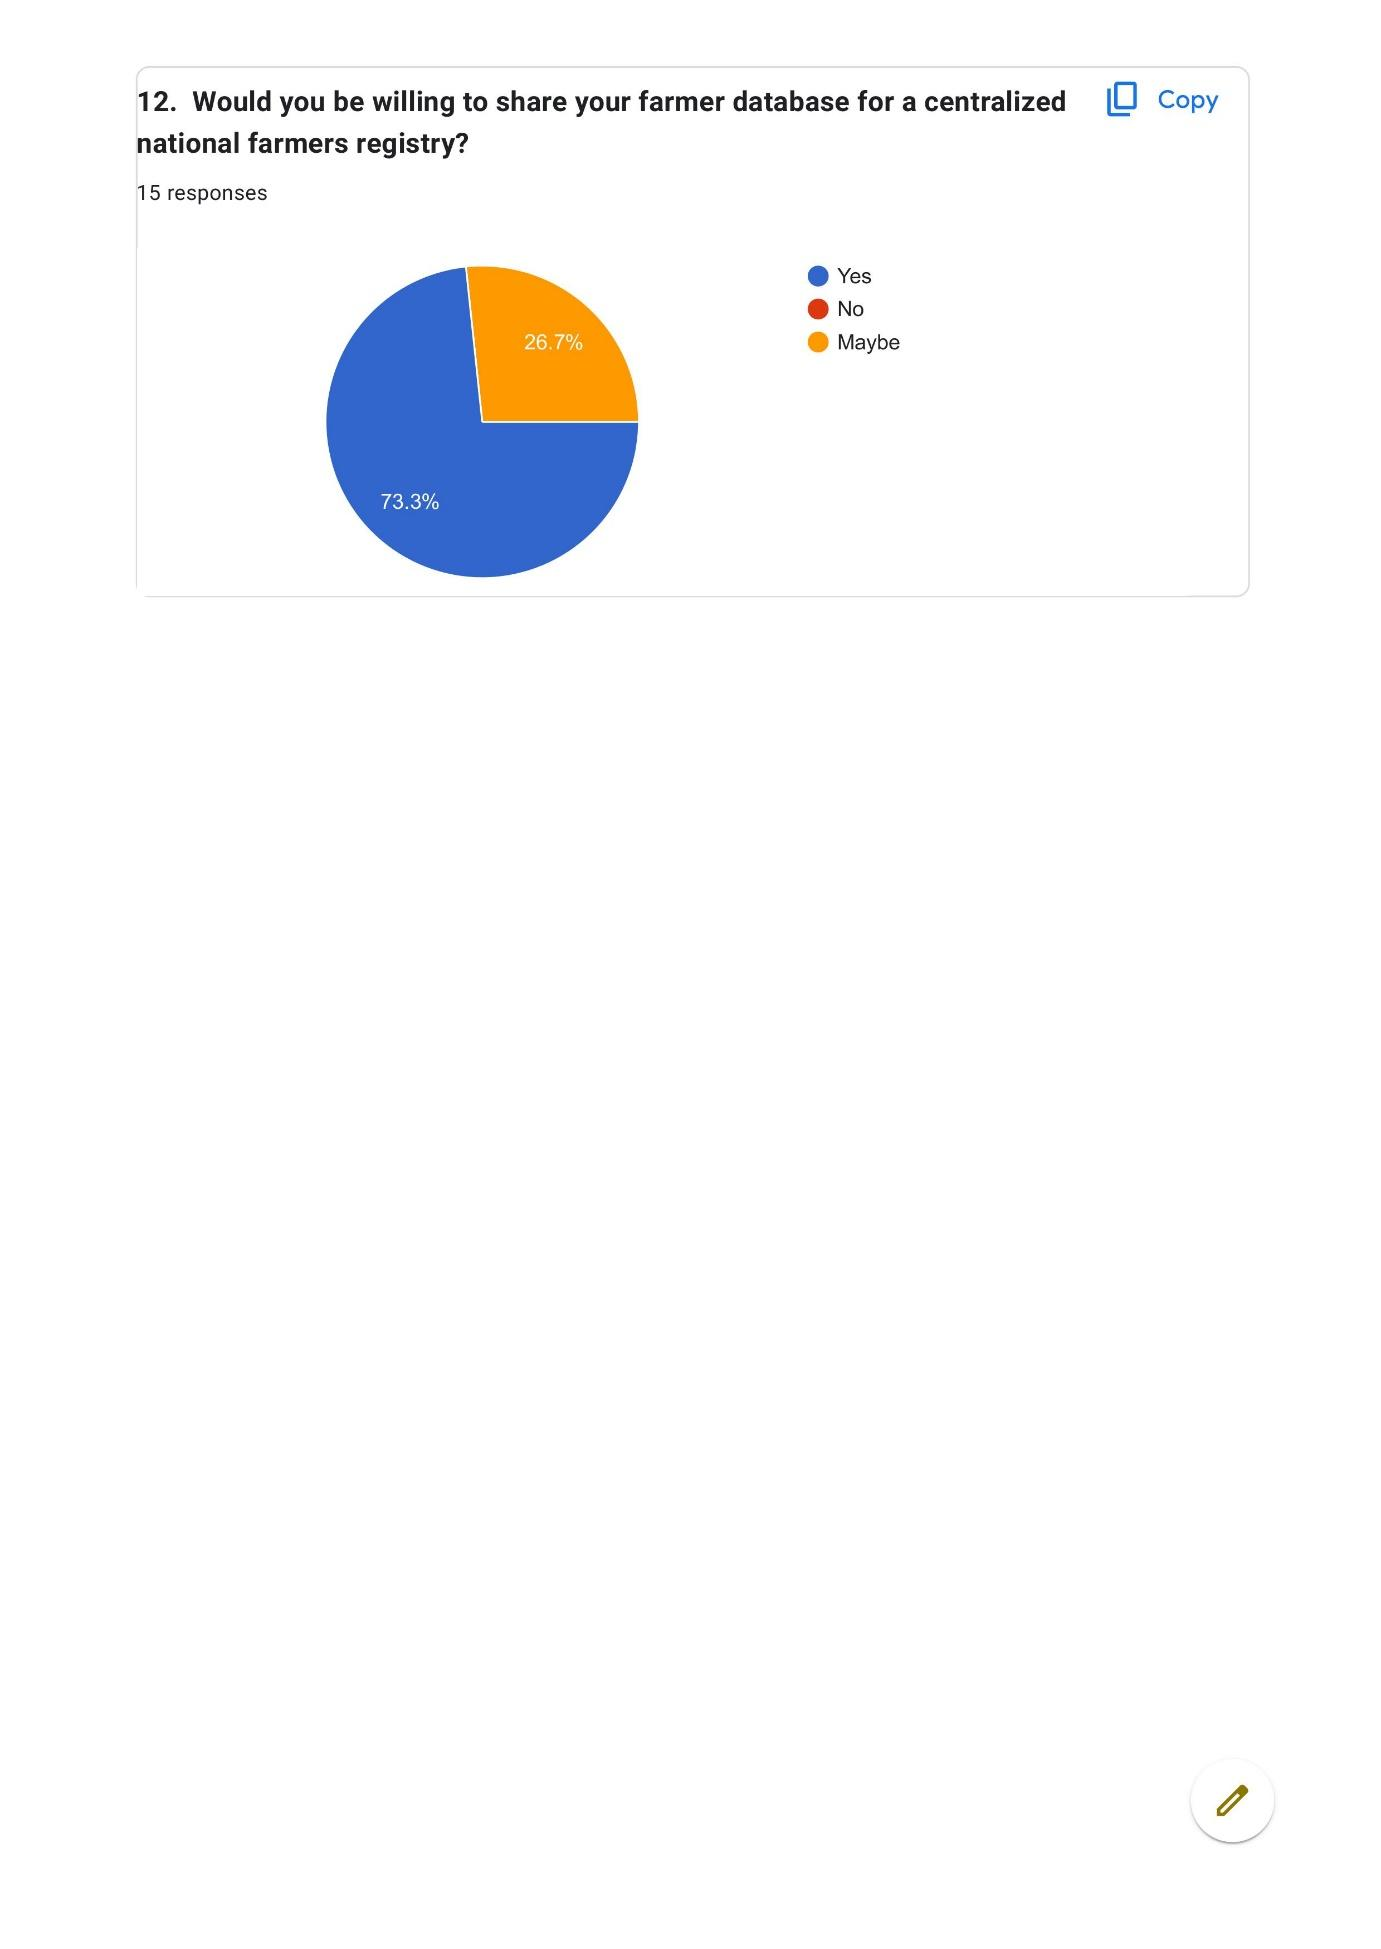 12.  Would you be willing to share your farmer database for a centralized
national farmers registry?
Copy
15 responses
Yes
No
Maybe
26.7%
73.3%